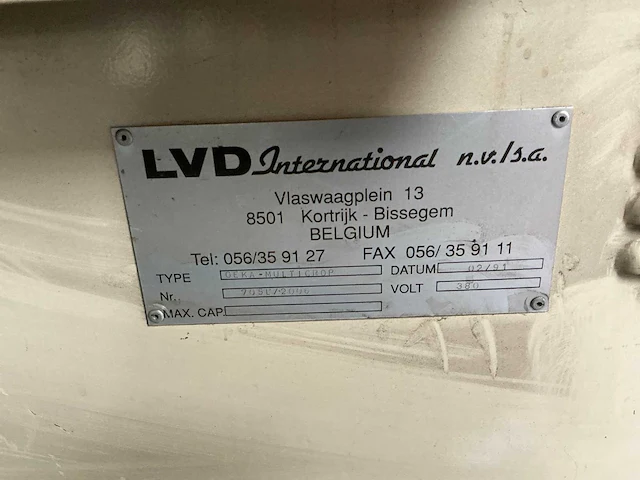 LVD International n.v./s.a.
Vlaswaagplein 13
8501 Kortrijk - Bissegem
BELGIUM
Tel: 056/35 91 27 FAX 056/ 35 91 11
TYPE DEKA-MULTICROP DATUM 02/91
Nr. VOLT 380
MAX. CAP.